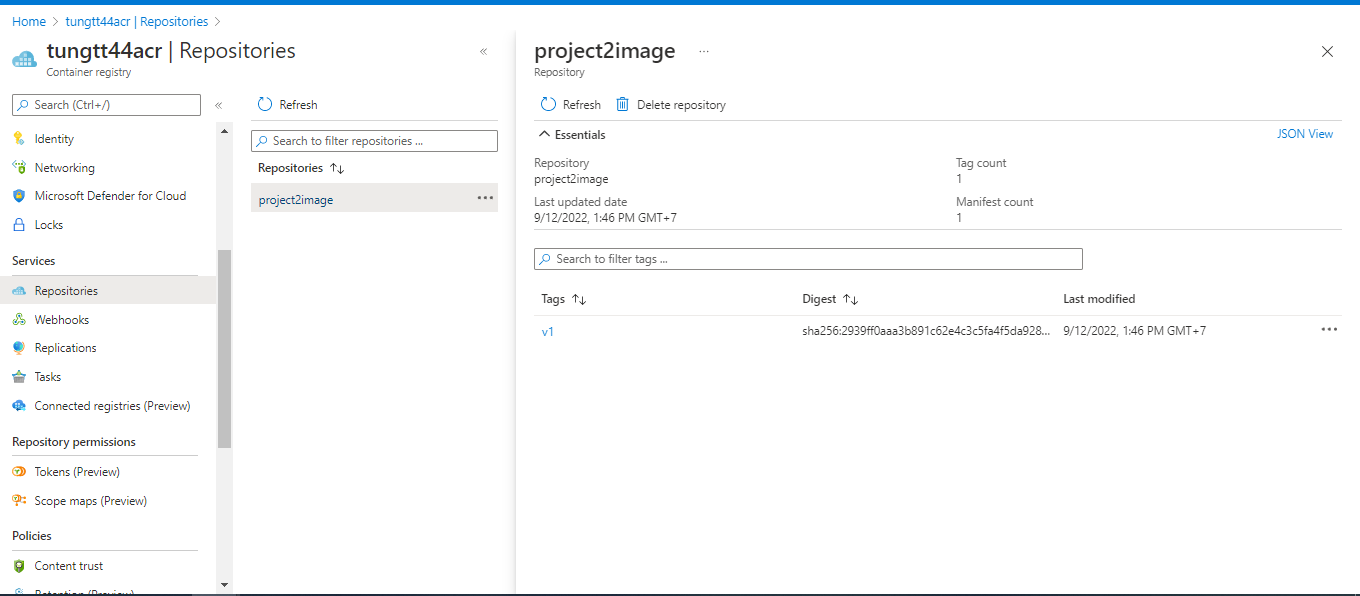 Home > tungtt44acr | Repositories >
tungtt44acr | Repositories
Container registry
Search (Ctrl+/)
Identity
Networking
Microsoft Defender for Cloud
Locks
Services
Repositories
Webhooks
Replications
Tasks
Connected registries (Preview)
Repository permissions
Tokens (Preview)
Scope maps (Preview)
Policies
Content trust
Retention (Preview)
Refresh
Search to filter repositories ...
Repositories
project2image
project2image
Repository
Refresh
Delete repository
Essentials
JSON View
Repository
project2image
Last updated date
9/12/2022, 1:46 PM GMT+7
Tag count
1
Manifest count
1
Search to filter tags ...
Tags Digest Last modified
v1 sha256:2939ff0aaa3b891c62e4c3c5fa4f5da928... 9/12/2022, 1:46 PM GMT+7